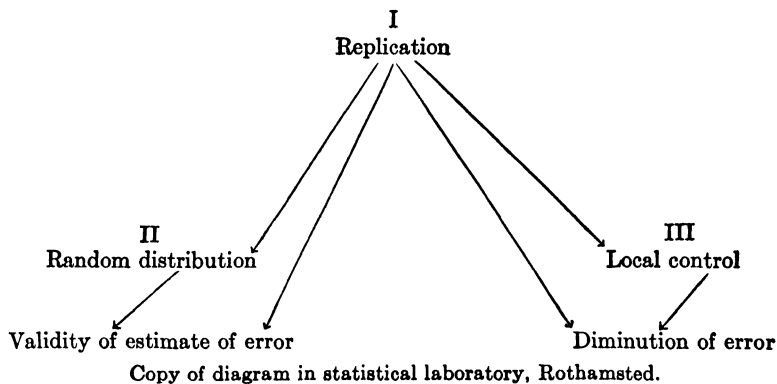 I
Replication
II
Random distribution
III
Local control
Validity of estimate of error
Diminution of error
Copy of diagram in statistical laboratory, Rothamsted.